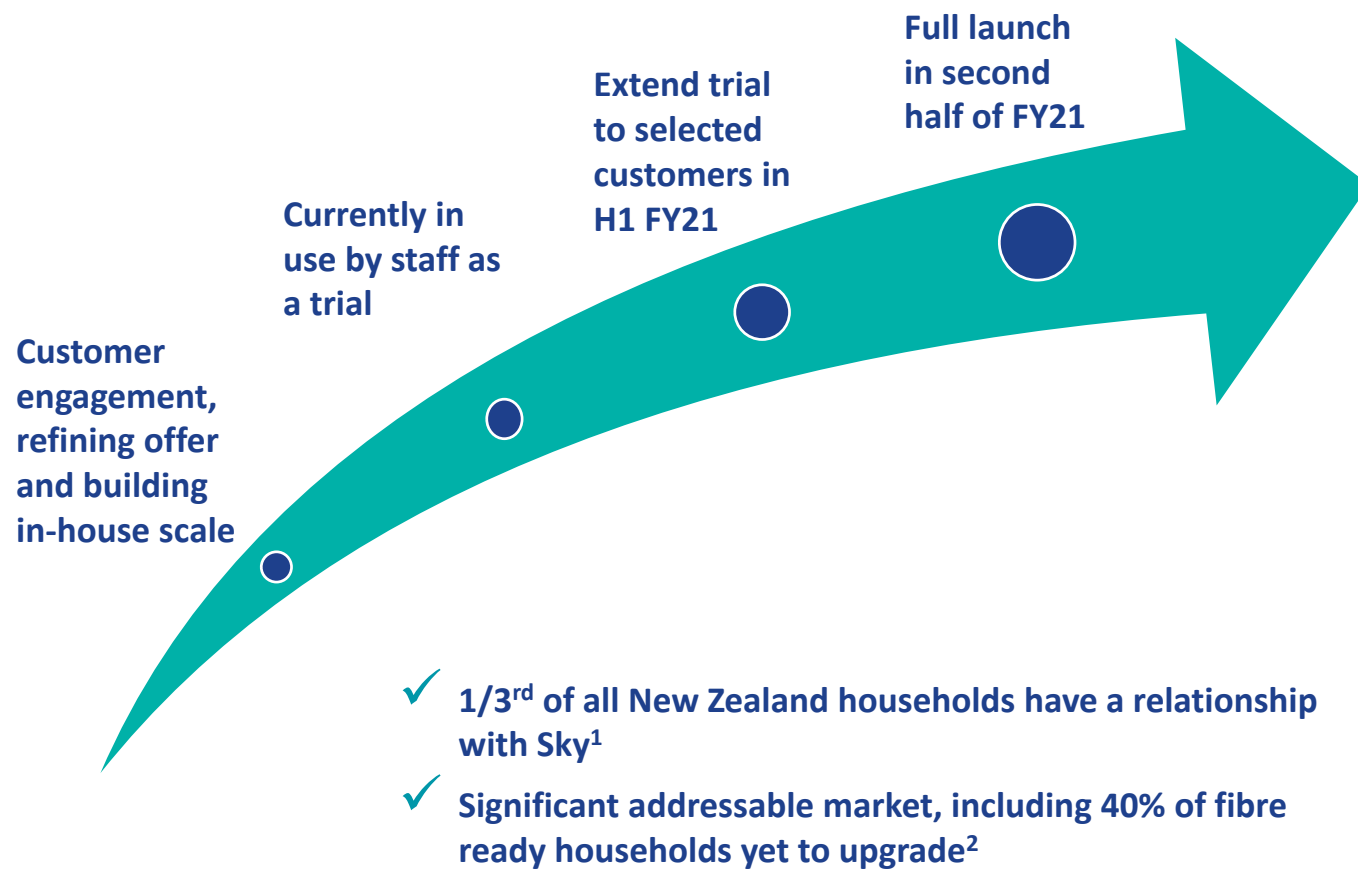 Customer
engagement,
refining offer
and building
in-house scale
Currently in
use by staff as
a trial
Extend trial
to selected
customers in
H1 FY21
Full launch
in second
half of FY21
✓ 1/3rd of all New Zealand households have a relationship
with Sky1
✓ Significant addressable market, including 40% of fibre
ready households yet to upgrade2